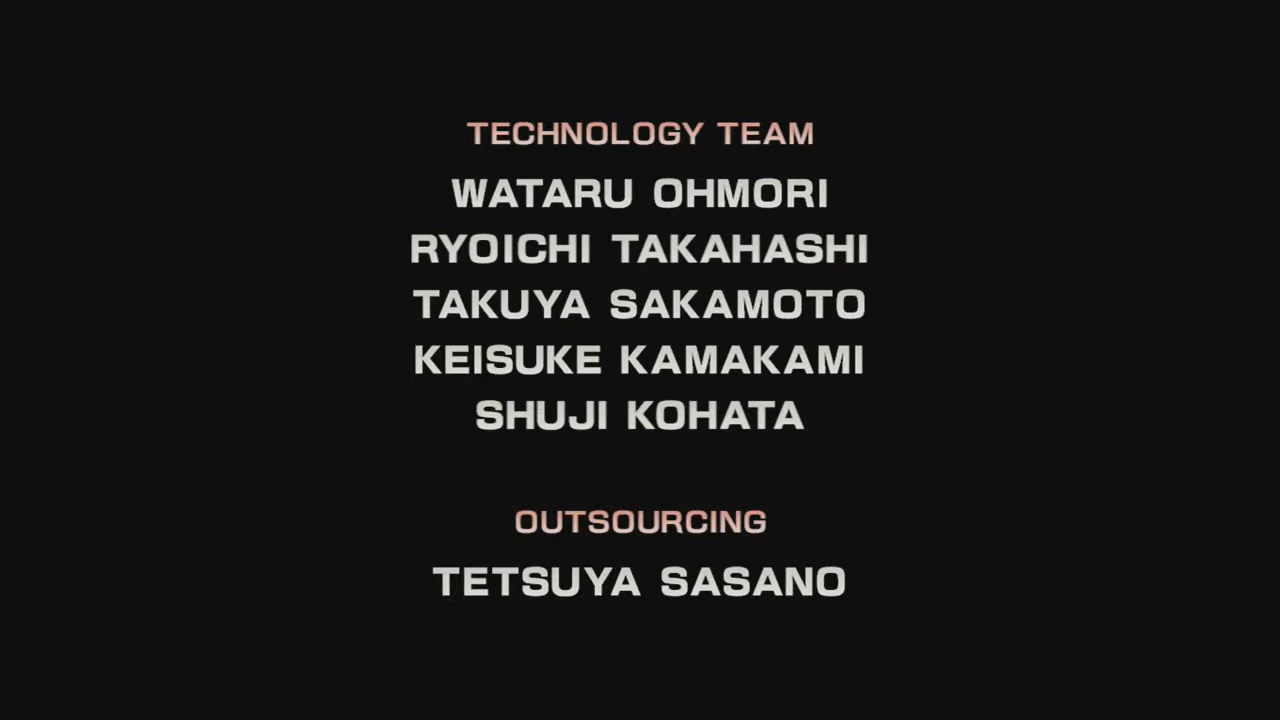 TECHNOLOGY TEAM
WATARU OHMORI
RYOICHI TAKAHASHI
TAKUYA SAKAMOTO
KEISUKE KAMAKAMI
SHUJI KOHATA
OUTSOURCING
TETSUYA SASANO